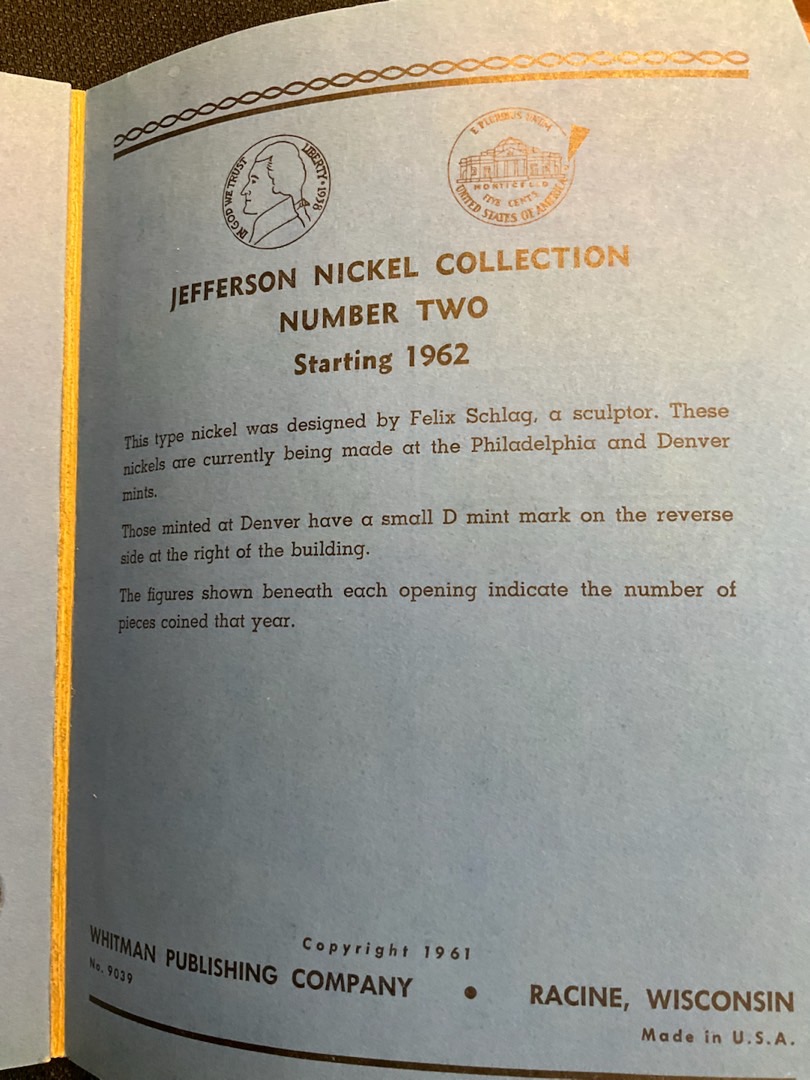 IN GOD WE TRUST LIBERTY • 1938
E PLURIBUS UNUM
MONTICELLO
FIVE CENTS
UNITED STATES OF AMERICA
JEFFERSON NICKEL COLLECTION
NUMBER TWO
Starting 1962
This type nickel was designed by Felix Schlag, a sculptor. These
nickels are currently being made at the Philadelphia and Denver
mints.
Those minted at Denver have a small D mint mark on the reverse
side at the right of the building.
The figures shown beneath each opening indicate the number of
pieces coined that year.
Copyright 1961
WHITMAN PUBLISHING COMPANY • RACINE, WISCONSIN
No. 9039
Made in U.S.A.